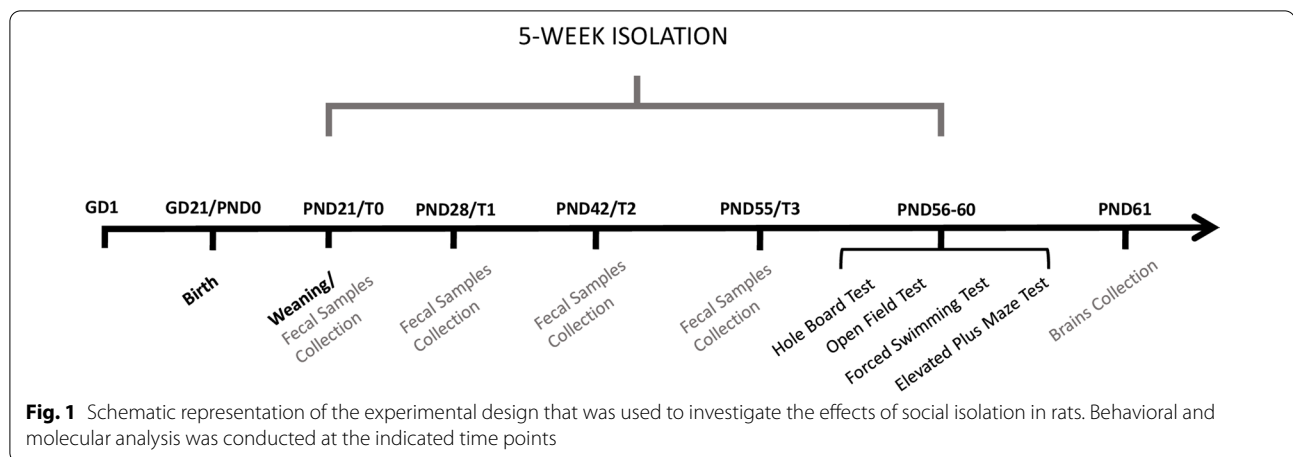 5-WEEK ISOLATION
GD1
GD21/PND0
PND21/T0
PND28/T1
PND42/T2
PND55/T3
PND56-60
PND61
Birth
Weaning/
Fecal Samples
Collection
Fecal Samples
Collection
Fecal Samples
Collection
Fecal Samples
Collection
Hole Board Test
Open Field Test
Forced Swimming Test
Elevated Plus Maze Test
Brains Collection
Fig. 1 Schematic representation of the experimental design that was used to investigate the effects of social isolation in rats. Behavioral and
molecular analysis was conducted at the indicated time points